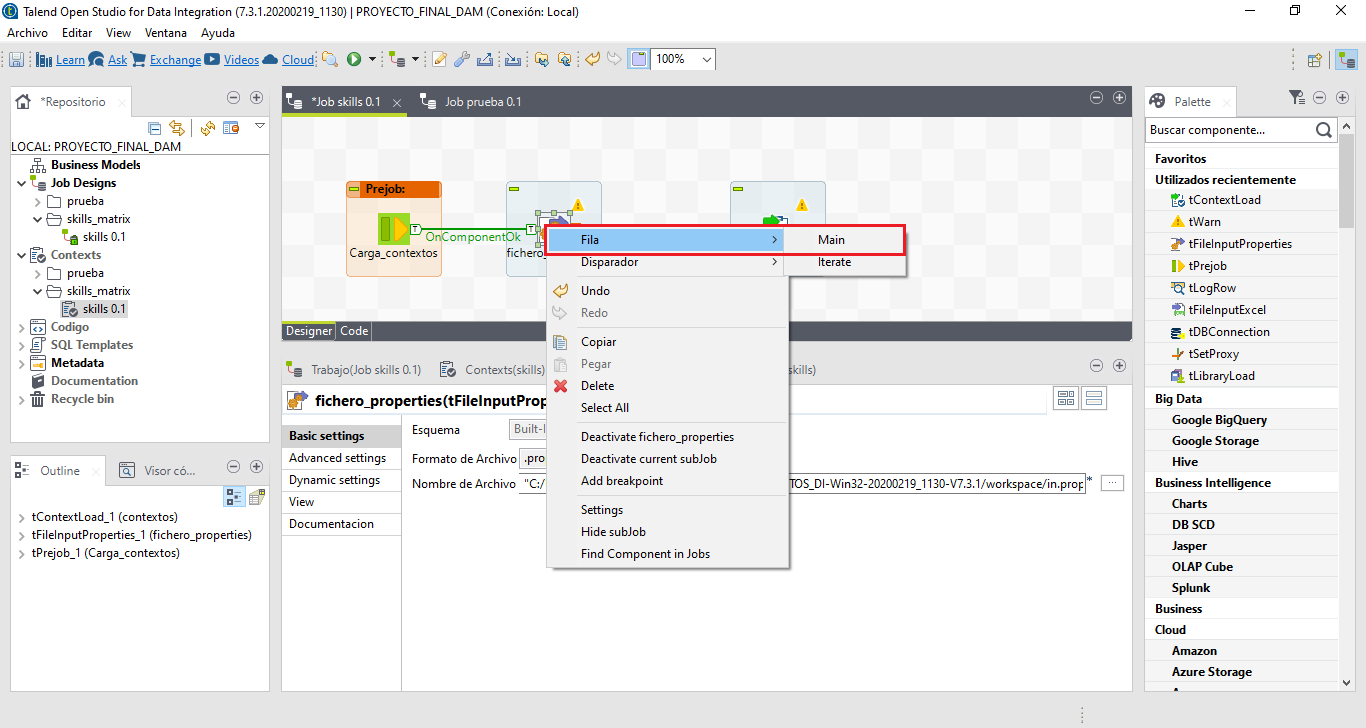 Talend Open Studio for Data Integration (7.3.1.20200219_1130) | PROYECTO_FINAL_DAM (Conexión: Local)
Archivo Editar View Ventana Ayuda
Learn Ask Exchange Videos Cloud 100%
*Repositorio
LOCAL: PROYECTO_FINAL_DAM
Business Models
Job Designs
prueba
skills_matrix
skills 0.1
Contexts
prueba
skills_matrix
skills 0.1
Codigo
SQL Templates
Metadata
Documentation
Recycle bin
Outline Visor có...
tContextLoad_1 (contextos)
tFileInputProperties_1 (fichero_properties)
tPrejob_1 (Carga_contextos)
*Job skills 0.1 Job prueba 0.1
Prejob:
T OnComponentOk T
Carga_contextos
fichero_
Designer Code
Fila Main
Disparador Iterate
Undo
Redo
Copiar
Pegar
Delete
Select All
Deactivate fichero_properties
Deactivate current subJob
Add breakpoint
Settings
Hide subJob
Find Component in Jobs
Trabajo(Job skills 0.1) Contexts(skills) skills)
fichero_properties(tFileInputProp
Basic settings
Advanced settings
Dynamic settings
View
Documentacion
Esquema Built-I
Formato de Archivo .pro
Nombre de Archivo "C:/ TOS_DI-Win32-20200219_1130-V7.3.1/workspace/in.prop * ...
Palette
Buscar componente...
Favoritos
Utilizados recientemente
tContextLoad
tWarn
tFileInputProperties
tPrejob
tLogRow
tFileInputExcel
tDBConnection
tSetProxy
tLibraryLoad
Big Data
Google BigQuery
Google Storage
Hive
Business Intelligence
Charts
DB SCD
Jasper
OLAP Cube
Splunk
Business
Cloud
Amazon
Azure Storage